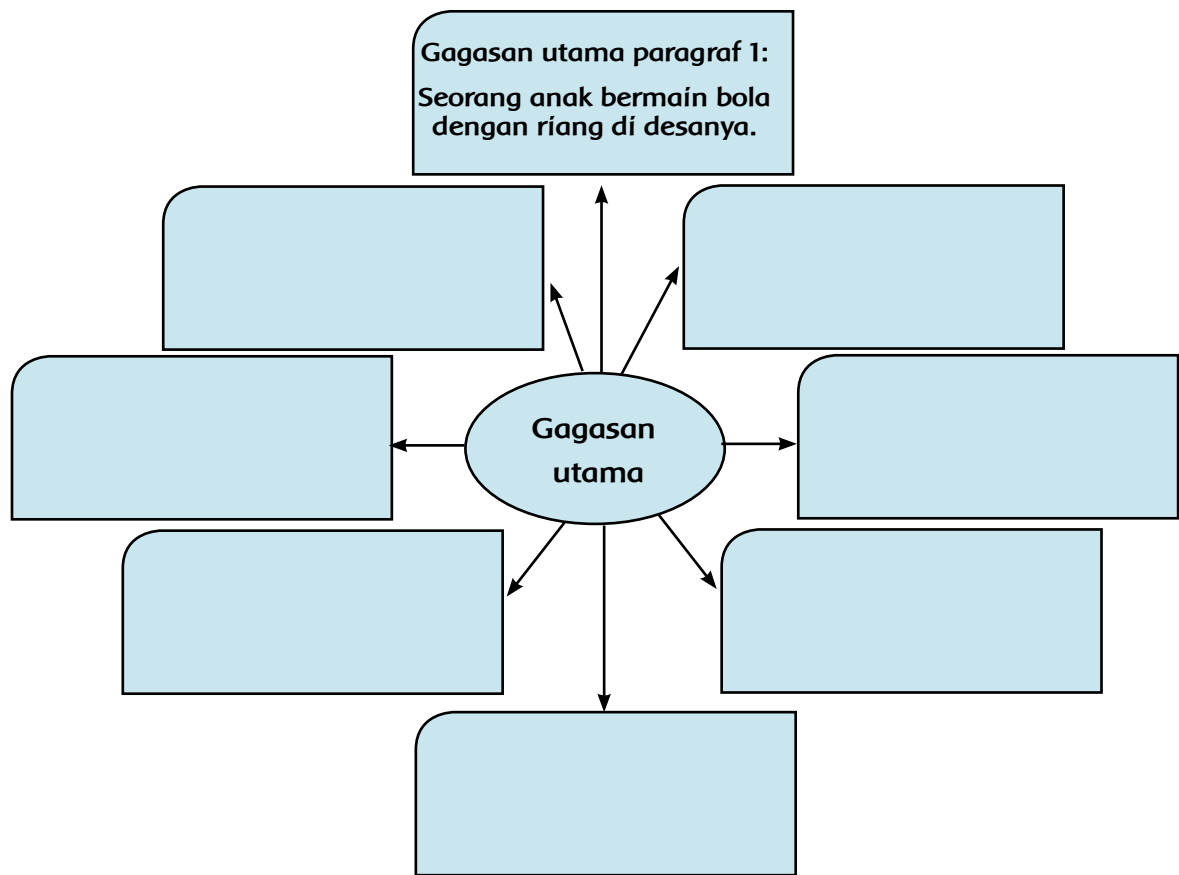 Gagasan utama paragraf 1:
Seorang anak bermain bola
dengan riang di desanya.
Gagasan
utama